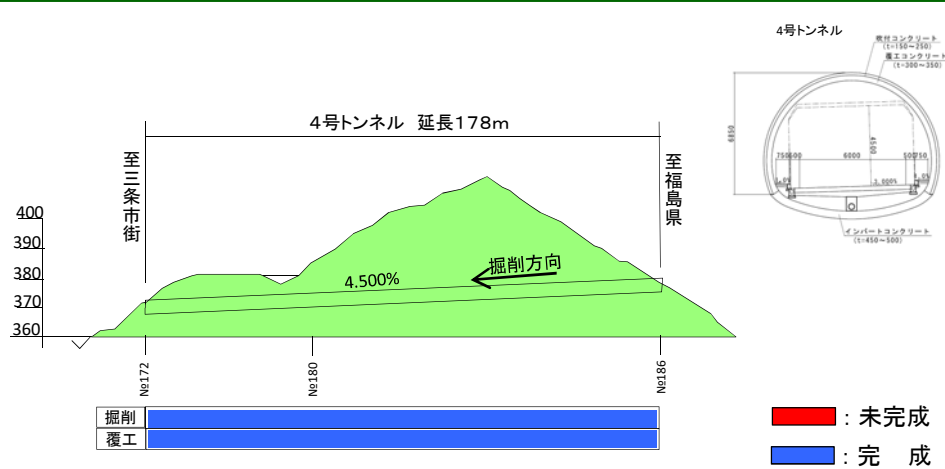 4号トンネル
吹付コンクリート
(t=150~250)
覆工コンクリート
(t=300~350)
6850
4500
750
600
6000
500
750
2.000%
インバートコンクリート
(t=450~500)
4号トンネル 延長178m
至三条市街
至福島県
400
390
380
370
360
4.500%
掘削方向
№172
№180
№186
掘削
覆工
：未完成
：完 成